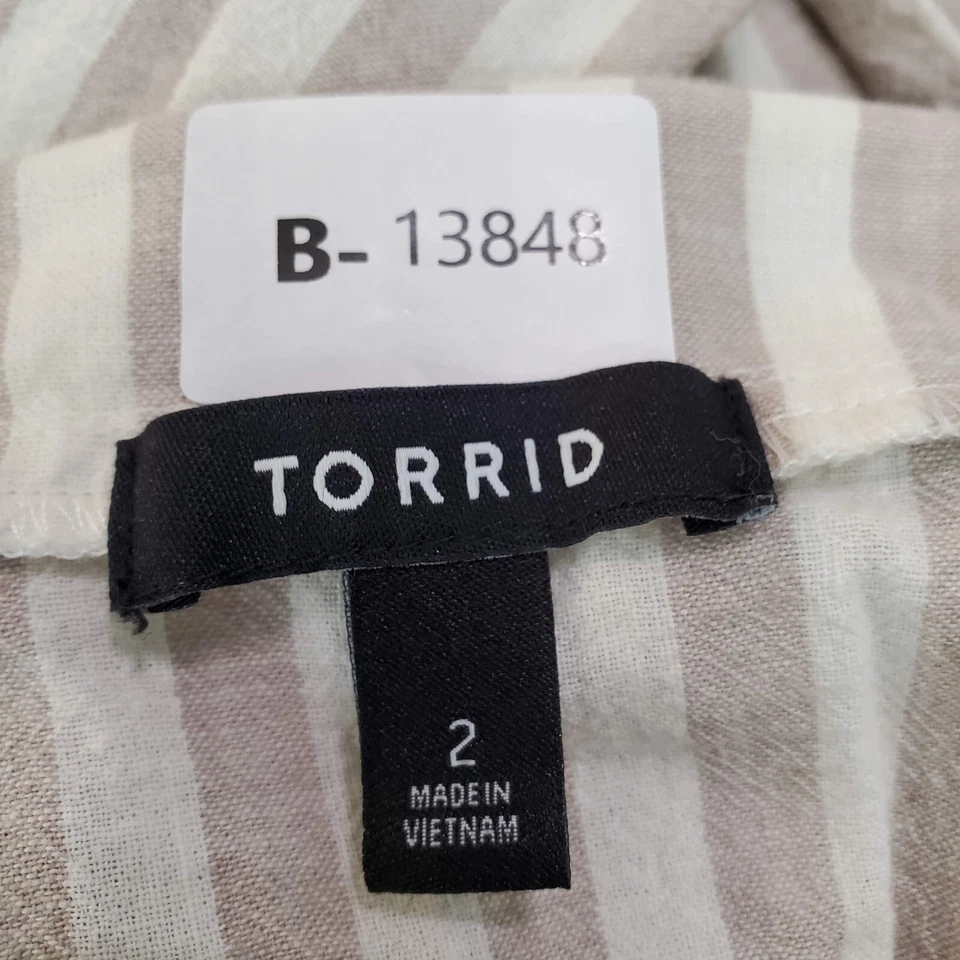 B- 13848
TORRID
2
MADE IN
VIETNAM